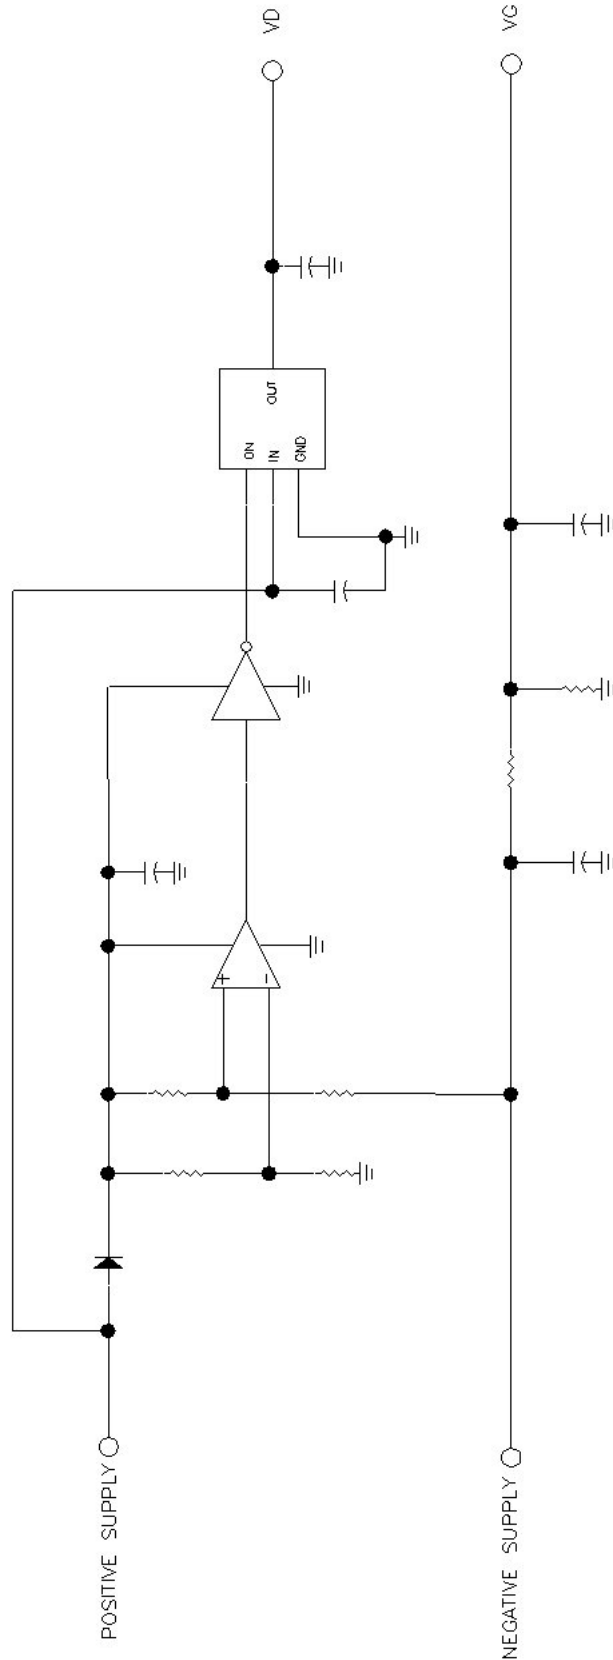 POSITIVE SUPPLY
NEGATIVE SUPPLY
+
−
ON
IN
GND
OUT
VD
VG